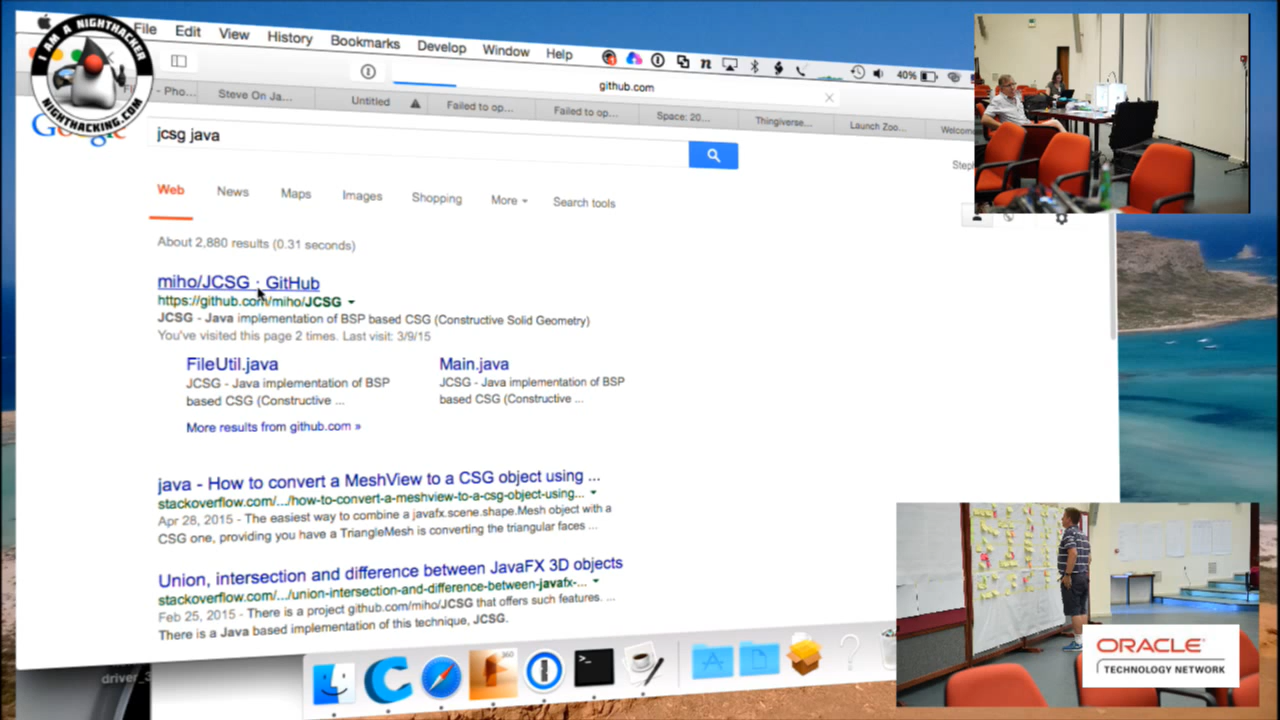 I AM A NIGHTHACKER
NIGHTHACKING.COM
File Edit View History Bookmarks Develop Window Help
40%
github.com
- Pho... Steve On Ja... Untitled Failed to op... Failed to op... Space: 20... Thingiverse... Launch Zoo... Welcome
Google
jcsg java
Step
Web News Maps Images Shopping More Search tools
About 2,880 results (0.31 seconds)
miho/JCSG · GitHub
https://github.com/miho/JCSG
JCSG - Java implementation of BSP based CSG (Constructive Solid Geometry)
You've visited this page 2 times. Last visit: 3/9/15
FileUtil.java Main.java
JCSG - Java implementation of BSP JCSG - Java implementation of BSP
based CSG (Constructive ... based CSG (Constructive ...
More results from github.com »
java - How to convert a MeshView to a CSG object using ...
stackoverflow.com/.../how-to-convert-a-meshview-to-a-csg-object-using...
Apr 28, 2015 - The easiest way to combine a javafx.scene.shape.Mesh object with a
CSG one, providing you have a TriangleMesh is converting the triangular faces ...
Union, intersection and difference between JavaFX 3D objects
stackoverflow.com/.../union-intersection-and-difference-between-javafx-...
Feb 25, 2015 - There is a project github.com/miho/JCSG that offers such features. ...
There is a Java based implementation of this technique, JCSG.
driver_3
360
ORACLE
TECHNOLOGY NETWORK